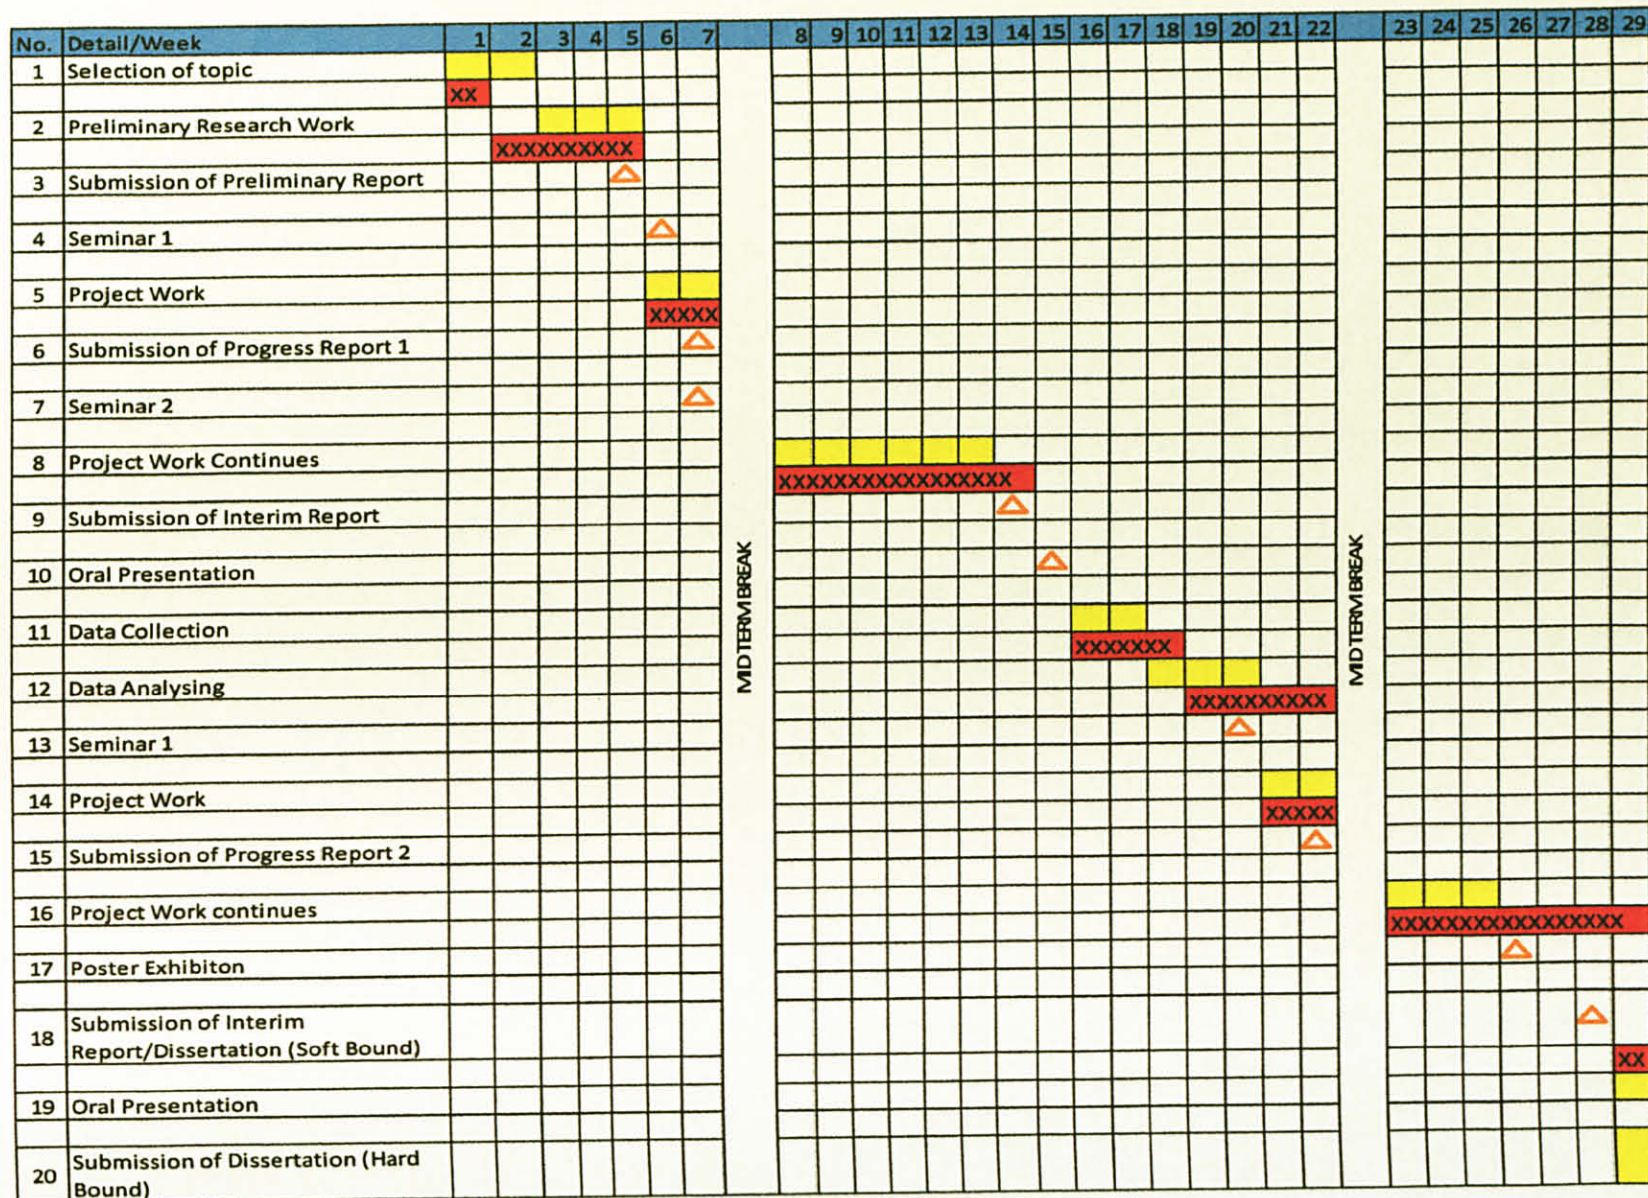 No. Detail/Week 1 2 3 4 5 6 7 8 9 10 11 12 13 14 15 16 17 18 19 20 21 22 23 24 25 26 27 28 29
1 Selection of topic
XX
2 Preliminary Research Work
XXXXXXXXXX
3 Submission of Preliminary Report
4 Seminar 1
5 Project Work
XXXXX
6 Submission of Progress Report 1
7 Seminar 2
8 Project Work Continues
XXXXXXXXXXXXXXXXX
9 Submission of Interim Report
MIDTERM BREAK
MIDTERM BREAK
10 Oral Presentation
11 Data Collection
XXXXXXX
12 Data Analysing
XXXXXXXXXX
13 Seminar 1
14 Project Work
XXXXX
15 Submission of Progress Report 2
16 Project Work continues
XXXXXXXXXXXXXXXXX
17 Poster Exhibiton
18 Submission of Interim
Report/Dissertation (Soft Bound)
XX
19 Oral Presentation
20 Submission of Dissertation (Hard
Bound)